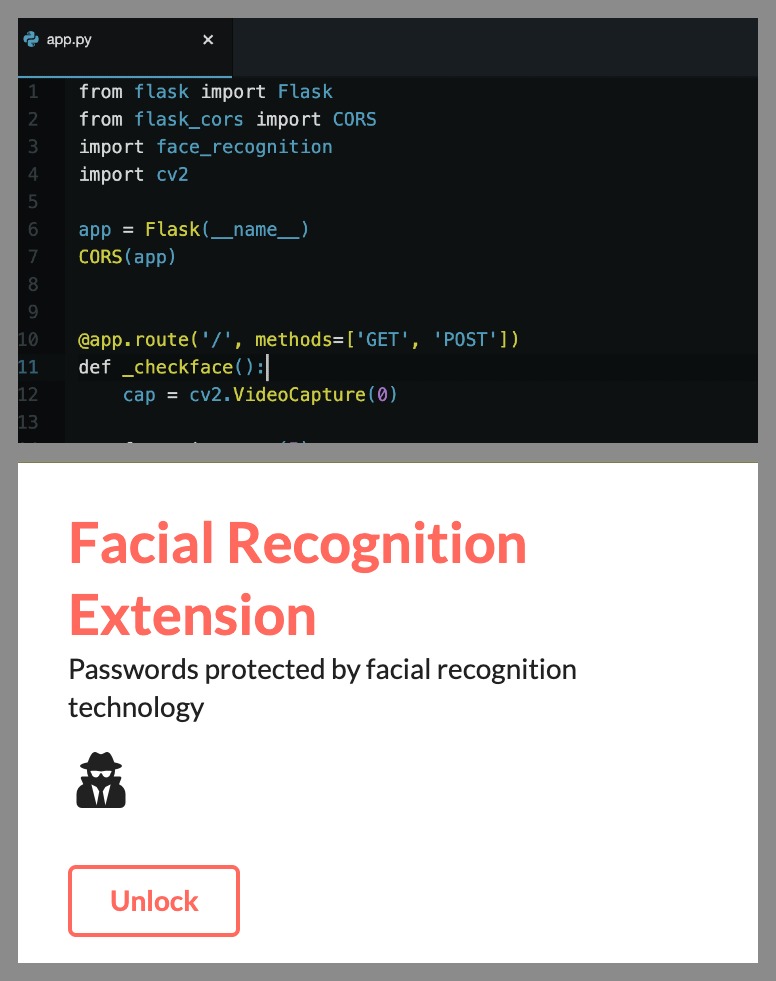 app.py ×
1 from flask import Flask
2 from flask_cors import CORS
3 import face_recognition
4 import cv2
5
6 app = Flask(__name__)
7 CORS(app)
8
9
10 @app.route('/', methods=['GET', 'POST'])
11 def _checkface():
12     cap = cv2.VideoCapture(0)
13
Facial Recognition
Extension
Passwords protected by facial recognition
technology
Unlock